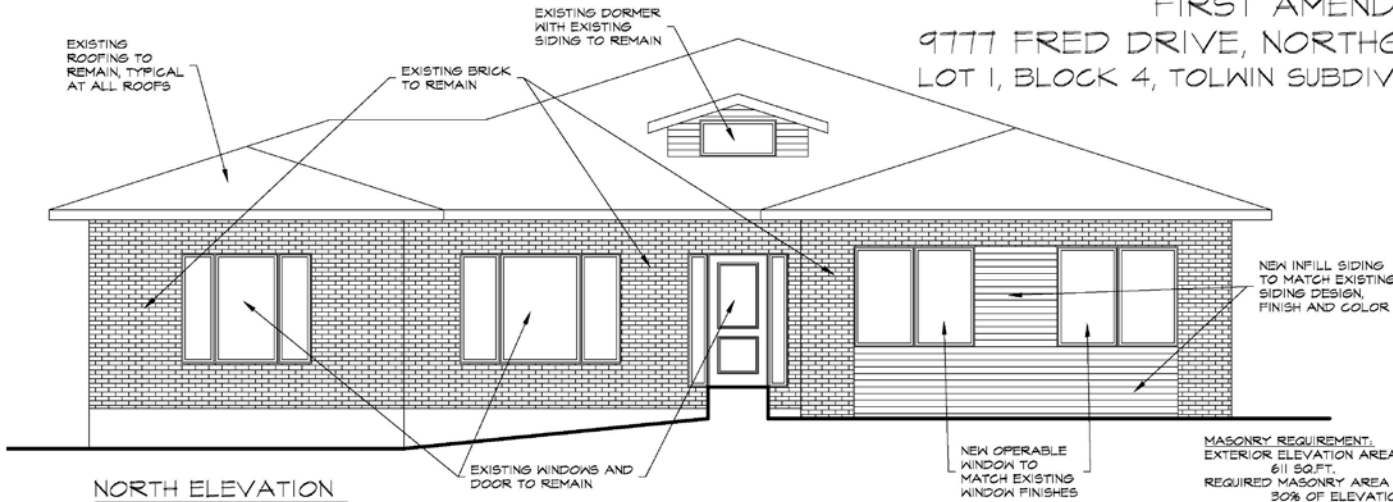 FIRST AMEND
9777 FRED DRIVE, NORTHG
LOT 1, BLOCK 4, TOLWIN SUBDIV
EXISTING DORMER
WITH EXISTING
SIDING TO REMAIN
EXISTING
ROOFING TO
REMAIN, TYPICAL
AT ALL ROOFS
EXISTING BRICK
TO REMAIN
NEW INFILL SIDING
TO MATCH EXISTING
SIDING DESIGN,
FINISH AND COLOR
EXISTING WINDOWS AND
DOOR TO REMAIN
NEW OPERABLE
WINDOW TO
MATCH EXISTING
WINDOW FINISHES
MASONRY REQUIREMENT:
EXTERIOR ELEVATION AREA
611 SQ.FT.
REQUIRED MASONRY AREA
30% OF ELEVATIO
NORTH ELEVATION